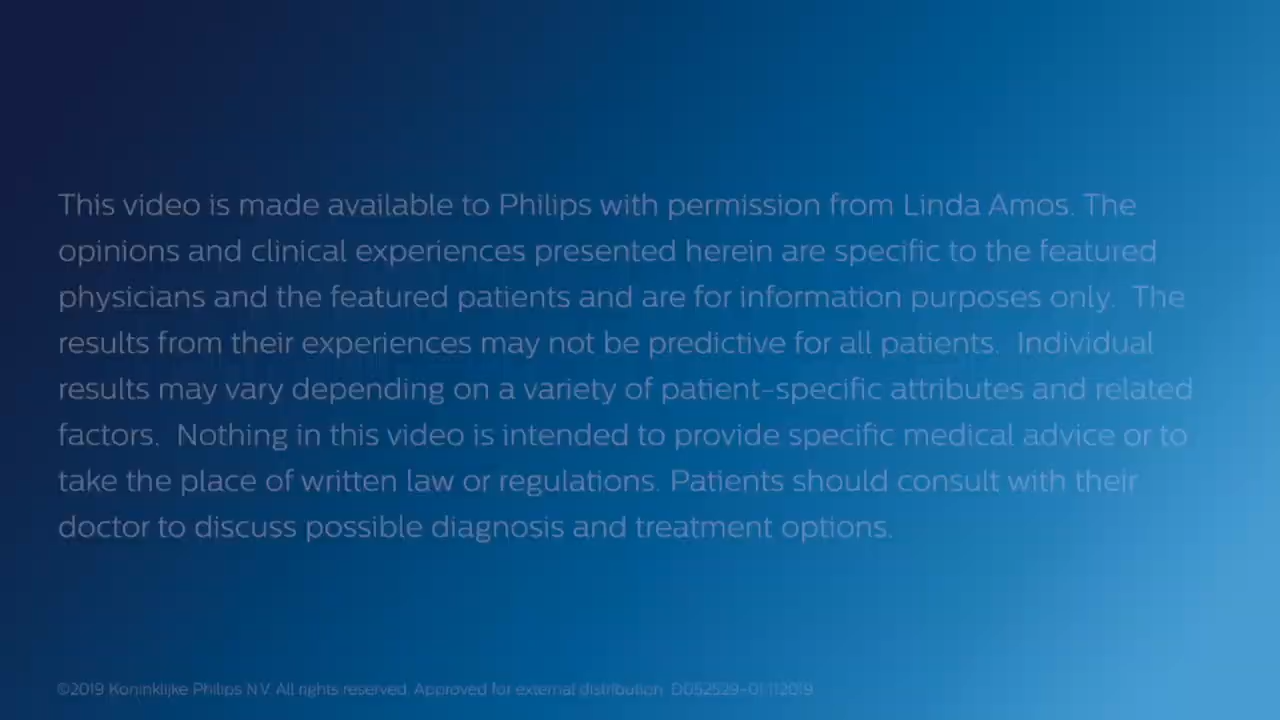 This video is made available to Philips with permission from Linda Amos. The
opinions and clinical experiences presented herein are specific to the featured
physicians and the featured patients and are for information purposes only.  The
results from their experiences may not be predictive for all patients.  Individual
results may vary depending on a variety of patient-specific attributes and related
factors.  Nothing in this video is intended to provide specific medical advice or to
take the place of written law or regulations. Patients should consult with their
doctor to discuss possible diagnosis and treatment options.
©2019 Koninklijke Philips N.V. All rights reserved. Approved for external distribution. D052529-01112019